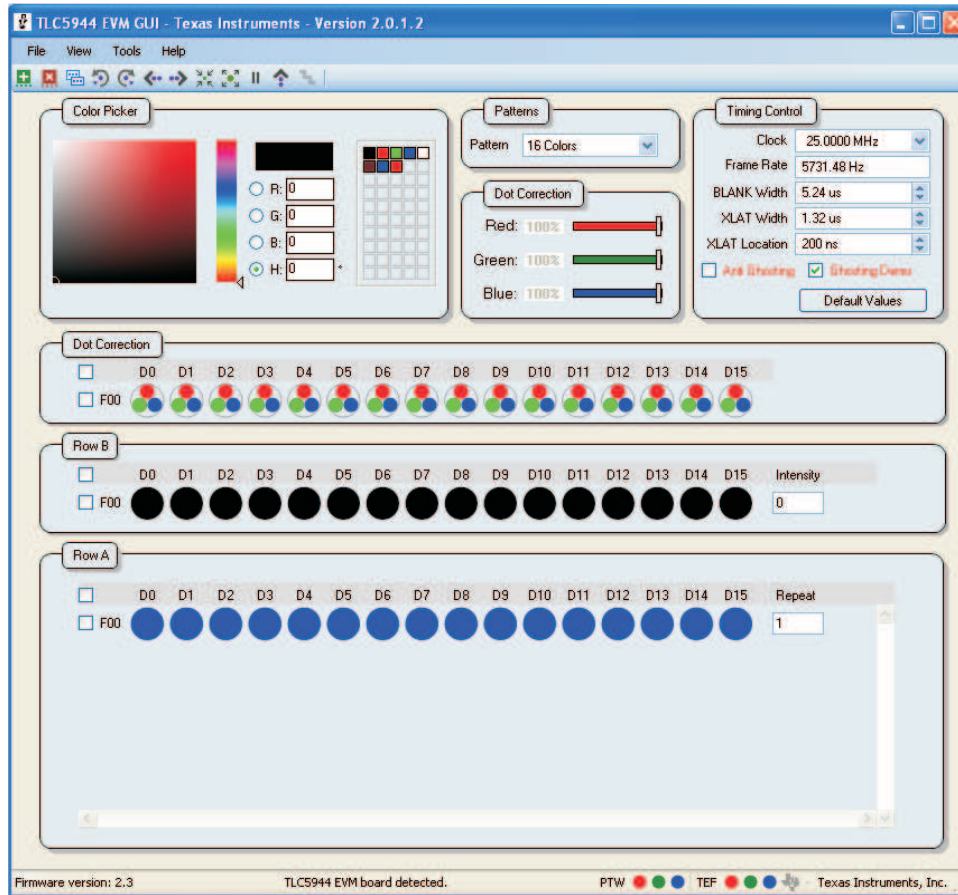 TLC5944 EVM GUI - Texas Instruments - Version 2.0.1.2
File View Tools Help
Color Picker
R: 0
G: 0
B: 0
H: 0 °
Patterns
Pattern 16 Colors
Dot Correction
Red: 100%
Green: 100%
Blue: 100%
Timing Control
Clock 25.0000 MHz
Frame Rate 5731.48 Hz
BLANK Width 5.24 us
XLAT Width 1.32 us
XLAT Location 200 ns
Anti Ghosting Ghosting Demo
Default Values
Dot Correction
D0 D1 D2 D3 D4 D5 D6 D7 D8 D9 D10 D11 D12 D13 D14 D15
F00
Row B
D0 D1 D2 D3 D4 D5 D6 D7 D8 D9 D10 D11 D12 D13 D14 D15 Intensity
F00 0
Row A
D0 D1 D2 D3 D4 D5 D6 D7 D8 D9 D10 D11 D12 D13 D14 D15 Repeat
F00 1
Firmware version: 2.3 TLC5944 EVM board detected. PTW TEF Texas Instruments, Inc.